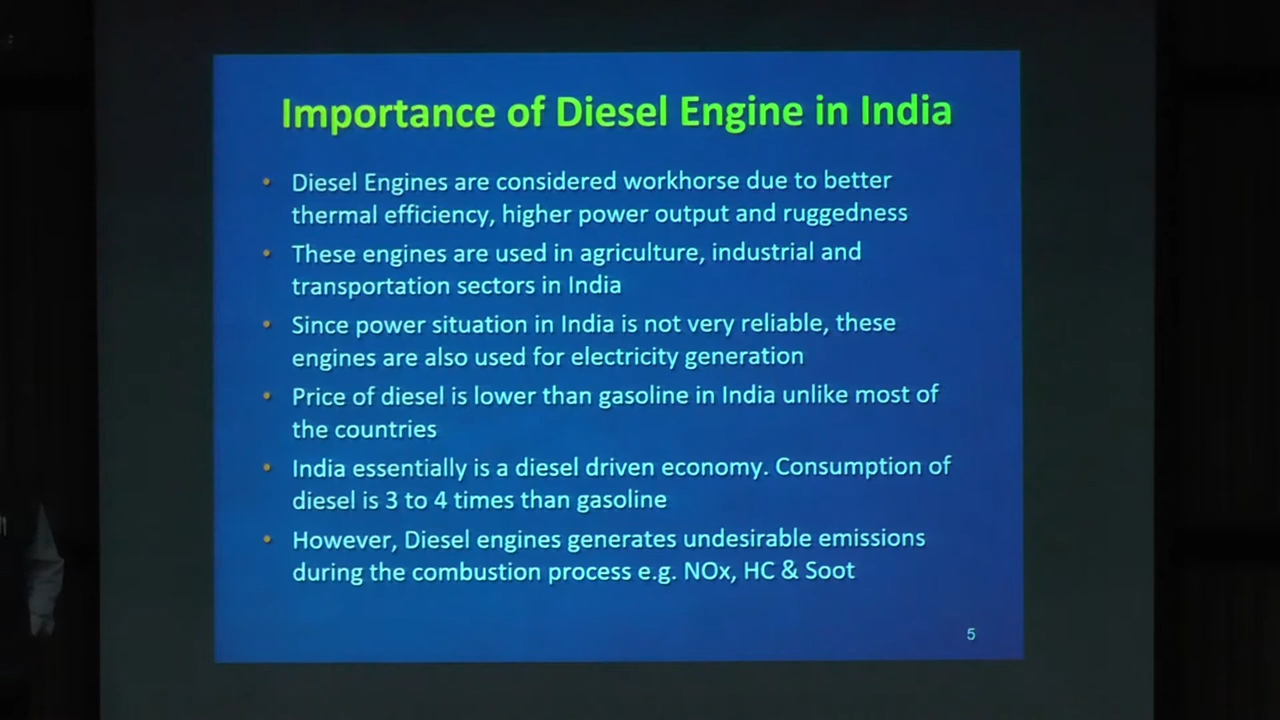 Importance of Diesel Engine in India
• Diesel Engines are considered workhorse due to better
thermal efficiency, higher power output and ruggedness
• These engines are used in agriculture, industrial and
transportation sectors in India
• Since power situation in India is not very reliable, these
engines are also used for electricity generation
• Price of diesel is lower than gasoline in India unlike most of
the countries
• India essentially is a diesel driven economy. Consumption of
diesel is 3 to 4 times than gasoline
• However, Diesel engines generates undesirable emissions
during the combustion process e.g. NOx, HC & Soot
5